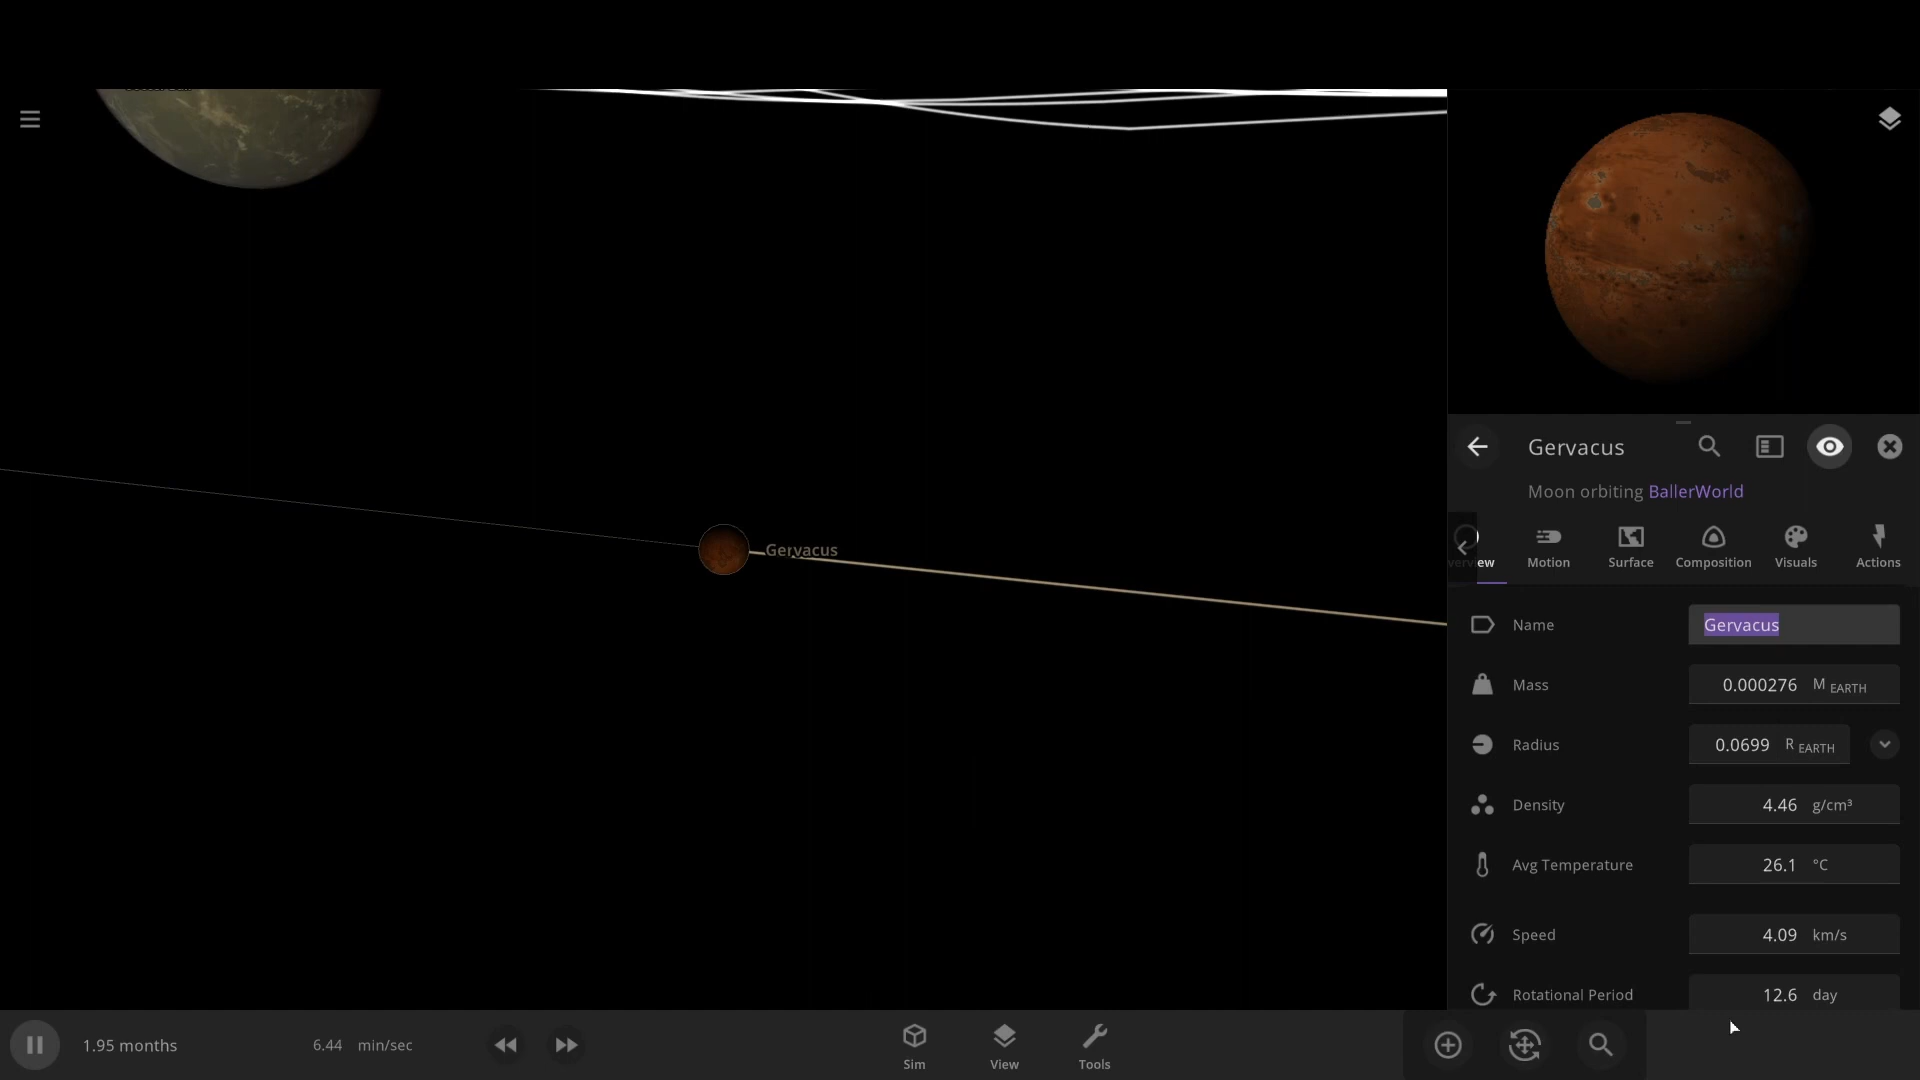 Gervacus
Moon orbiting BallerWorld
Motion
Surface
Composition
Visuals
Actions
Name
Gervacus
Mass
0.000276 M EARTH
Radius
0.0699 R EARTH
Density
4.46 g/cm³
Avg Temperature
26.1 °C
Speed
4.09 km/s
Rotational Period
12.6 day
Gervacus
1.95 months
6.44 min/sec
Sim
View
Tools